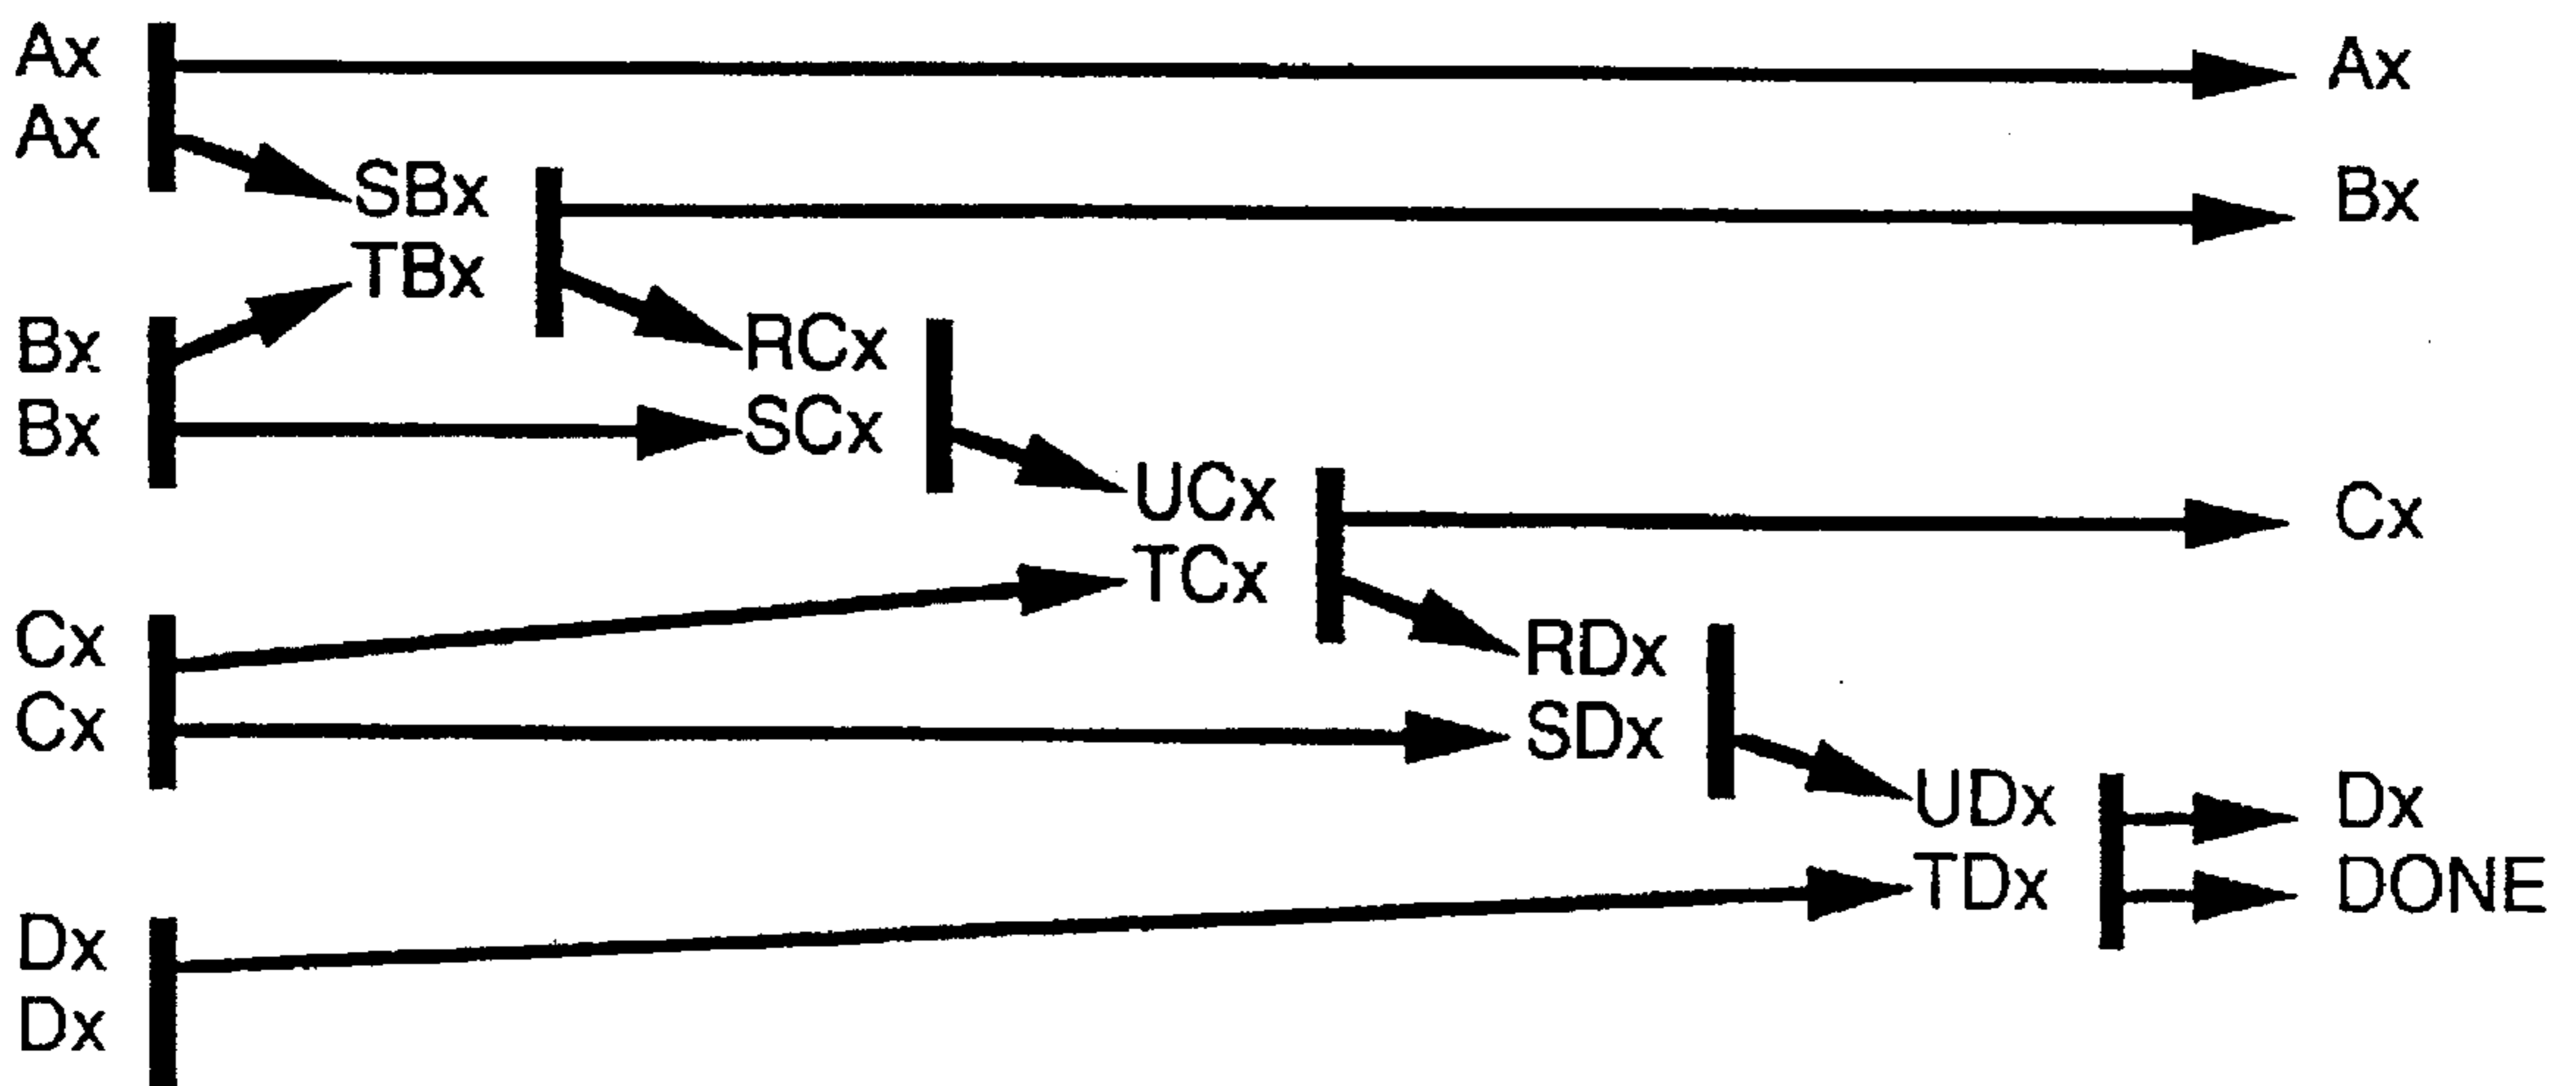 Ax
Ax
Ax
SBx
Bx
TBx
Bx
RCx
Bx
SCx
UCx
Cx
TCx
Cx
RDx
Cx
SDx
UDx
Dx
TDx
DONE
Dx
Dx